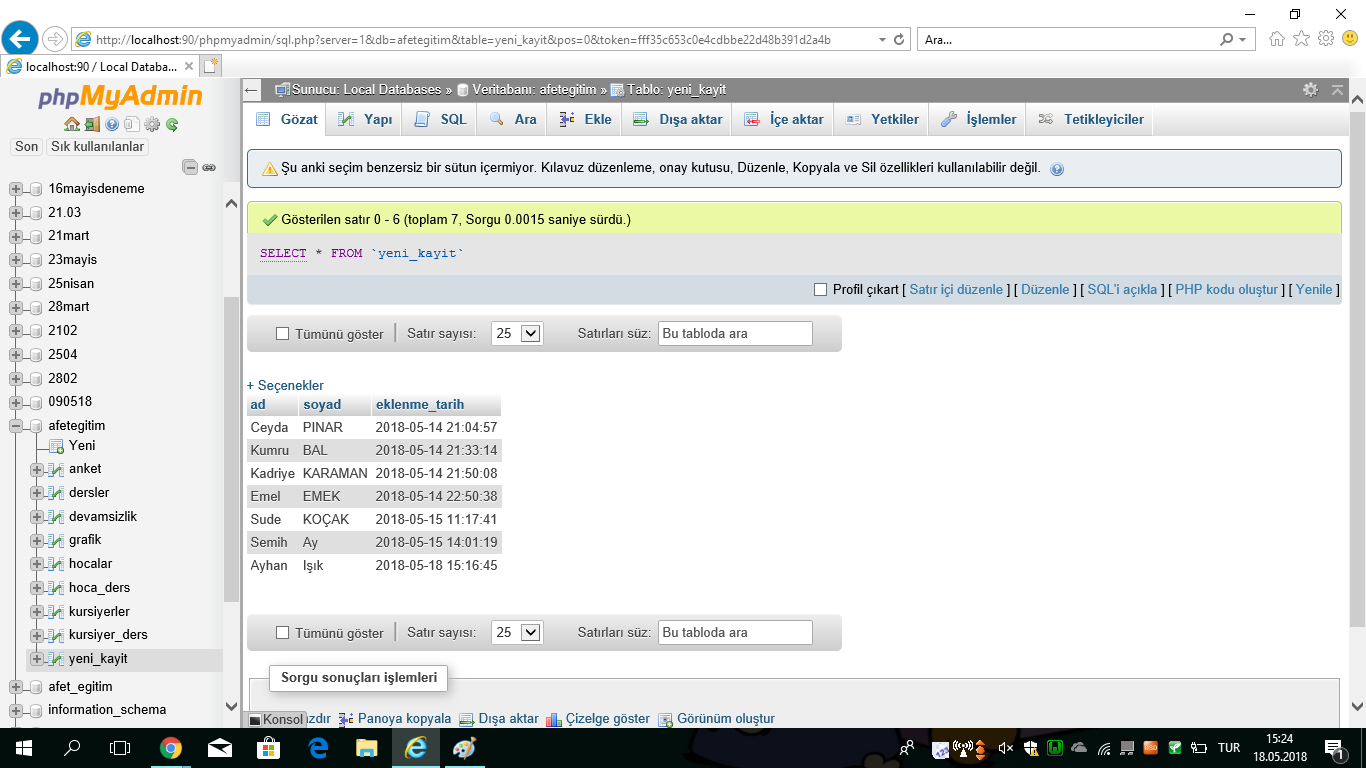 http://localhost:90/phpmyadmin/sql.php?server=1&db=afetegitim&table=yeni_kayit&pos=0&token=fff35c653c0e4cdbbe22d48b391d2a4b
Ara...
localhost:90 / Local Databa...
phpMyAdmin
Son Sık kullanılanlar
16mayisdeneme
21.03
21mart
23mayis
25nisan
28mart
2102
2504
2802
090518
afetegitim
Yeni
anket
dersler
devamsizlik
grafik
hocalar
hoca_ders
kursiyerler
kursiyer_ders
yeni_kayit
afet_egitim
information_schema
Sunucu: Local Databases » Veritabanı: afetegitim » Tablo: yeni_kayit
Gözat Yapı SQL Ara Ekle Dışa aktar İçe aktar Yetkiler İşlemler Tetikleyiciler
Şu anki seçim benzersiz bir sütun içermiyor. Kılavuz düzenleme, onay kutusu, Düzenle, Kopyala ve Sil özellikleri kullanılabilir değil.
Gösterilen satır 0 - 6 (toplam 7, Sorgu 0.0015 saniye sürdü.)
SELECT * FROM `yeni_kayit`
Profil çıkart [ Satır içi düzenle ] [ Düzenle ] [ SQL'i açıkla ] [ PHP kodu oluştur ] [ Yenile ]
Tümünü göster Satır sayısı: 25 Satırları süz: Bu tabloda ara
+ Seçenekler
ad soyad eklenme_tarih
Ceyda PINAR 2018-05-14 21:04:57
Kumru BAL 2018-05-14 21:33:14
Kadriye KARAMAN 2018-05-14 21:50:08
Emel EMEK 2018-05-14 22:50:38
Sude KOÇAK 2018-05-15 11:17:41
Semih Ay 2018-05-15 14:01:19
Ayhan Işık 2018-05-18 15:16:45
Tümünü göster Satır sayısı: 25 Satırları süz: Bu tabloda ara
Sorgu sonuçları işlemleri
Konsol zdır Panoya kopyala Dışa aktar Çizelge göster Görünüm oluştur
TUR
15:24
18.05.2018
1